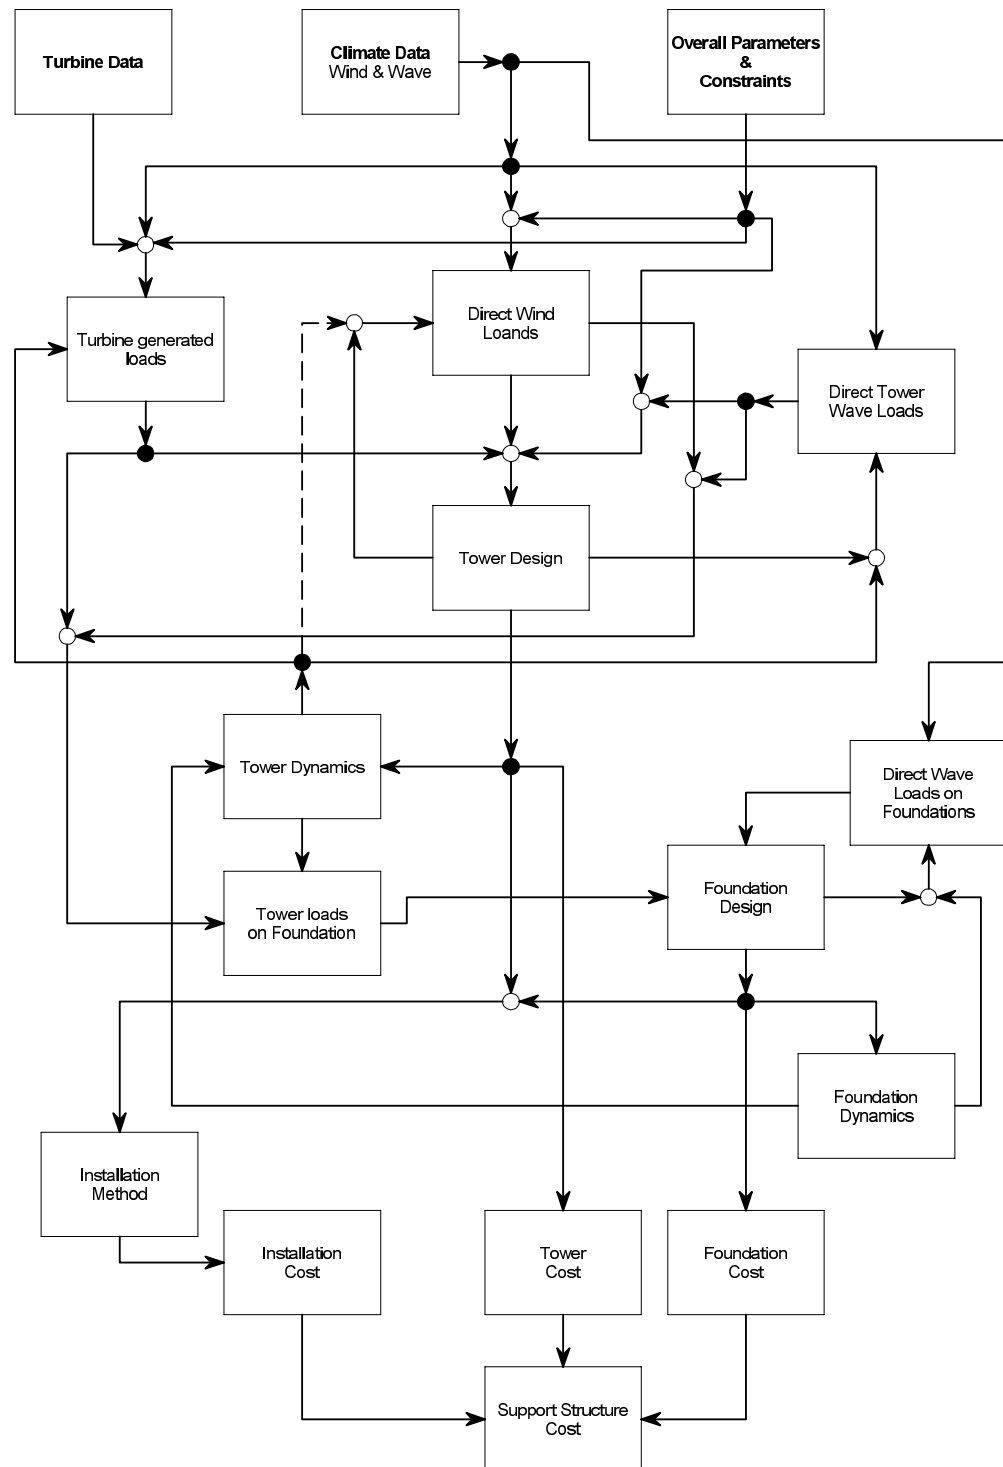 Turbine Data
Climate Data
Wind & Wave
Overall Parameters
&
Constraints
Direct Wind
Loands
Turbine generated
loads
Direct Tower
Wave Loads
Tower Design
Tower Dynamics
Direct Wave
Loads on
Foundations
Foundation
Design
Tower loads
on Foundation
Foundation
Dynamics
Installation
Method
Installation
Cost
Tower
Cost
Foundation
Cost
Support Structure
Cost